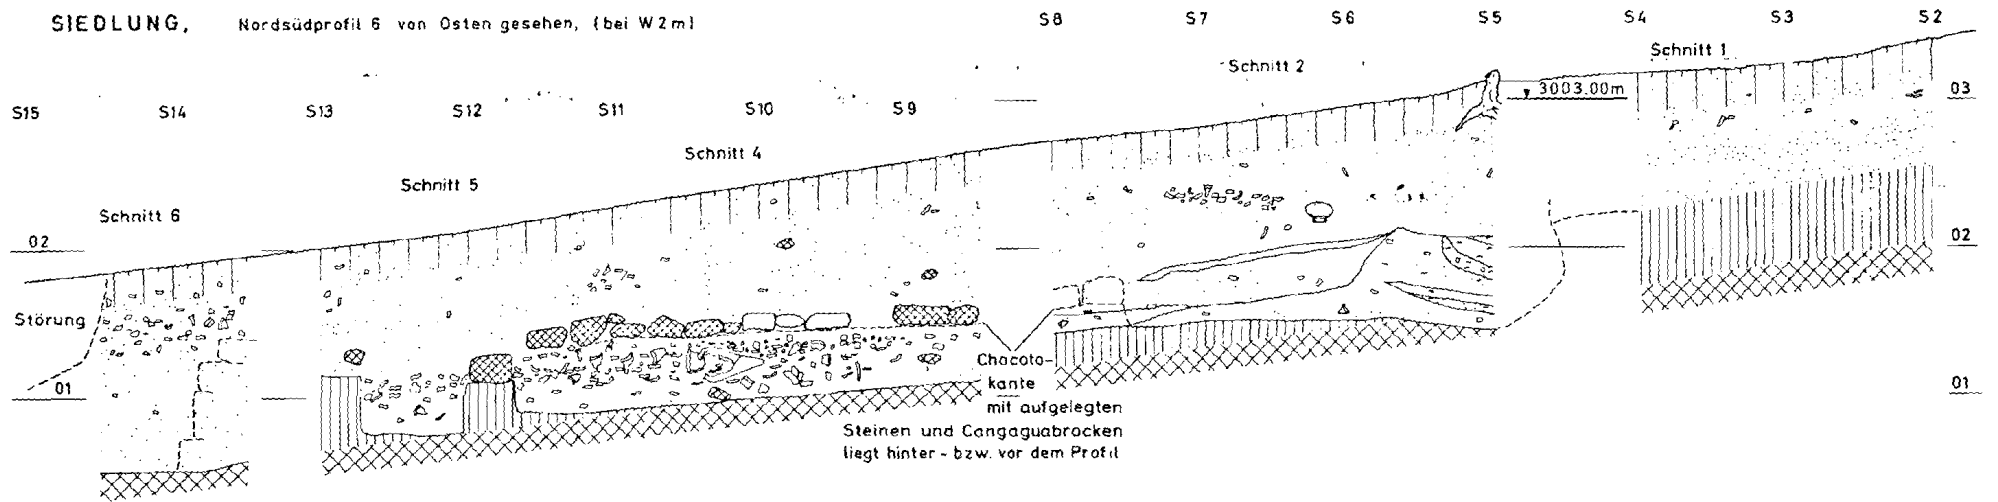 SIEDLUNG, Nordsüdprofil 6 von Osten gesehen, (bei W2m)
S8 S7 S6 S5 S4 S3 S2
Schnitt 1
Schnitt 2
3003.00m
03
S15 S14 S13 S12 S11 S10 S9
Schnitt 4
Schnitt 5
Schnitt 6
02
02
Störung
01
01
Chacoto-
kante
mit aufgelegten
Steinen und Cangaguabrocken
liegt hinter - bzw. vor dem Profil